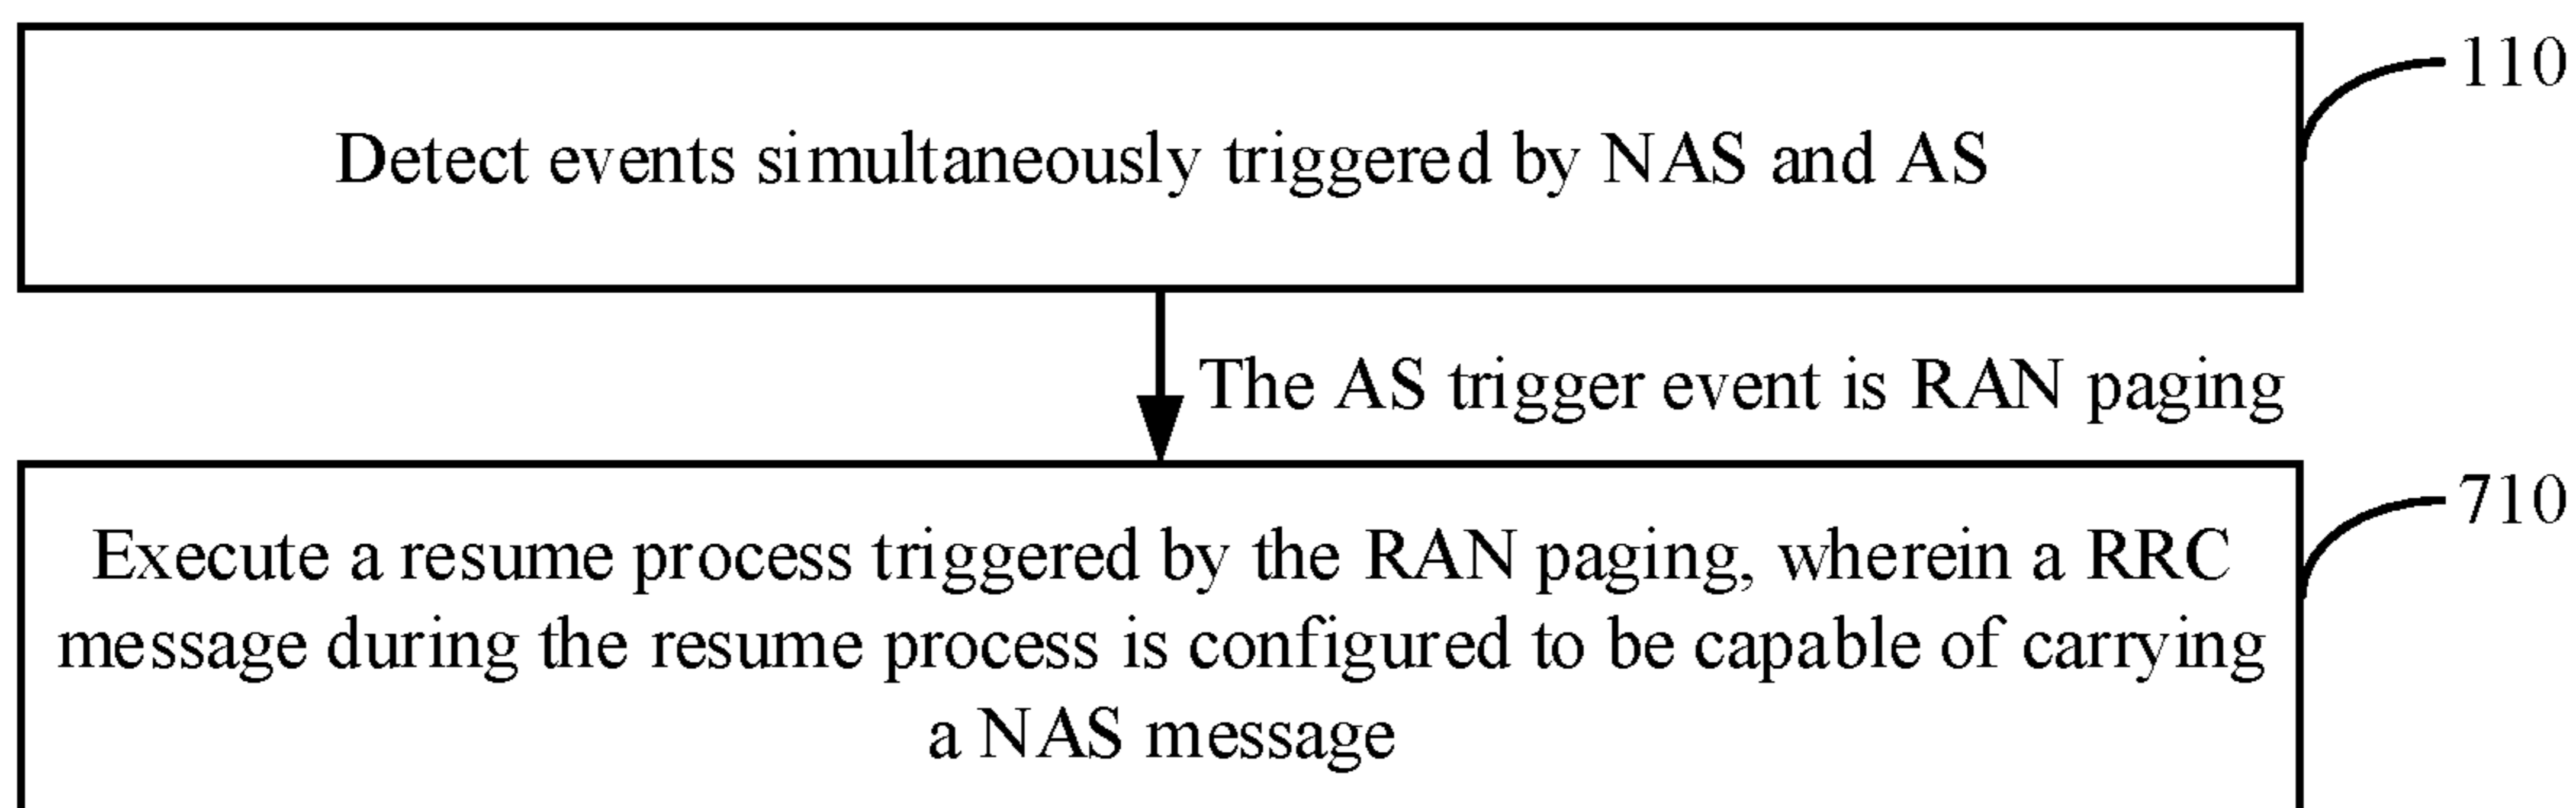 110
Detect events simultaneously triggered by NAS and AS
The AS trigger event is RAN paging
710
Execute a resume process triggered by the RAN paging, wherein a RRC
message during the resume process is configured to be capable of carrying
a NAS message